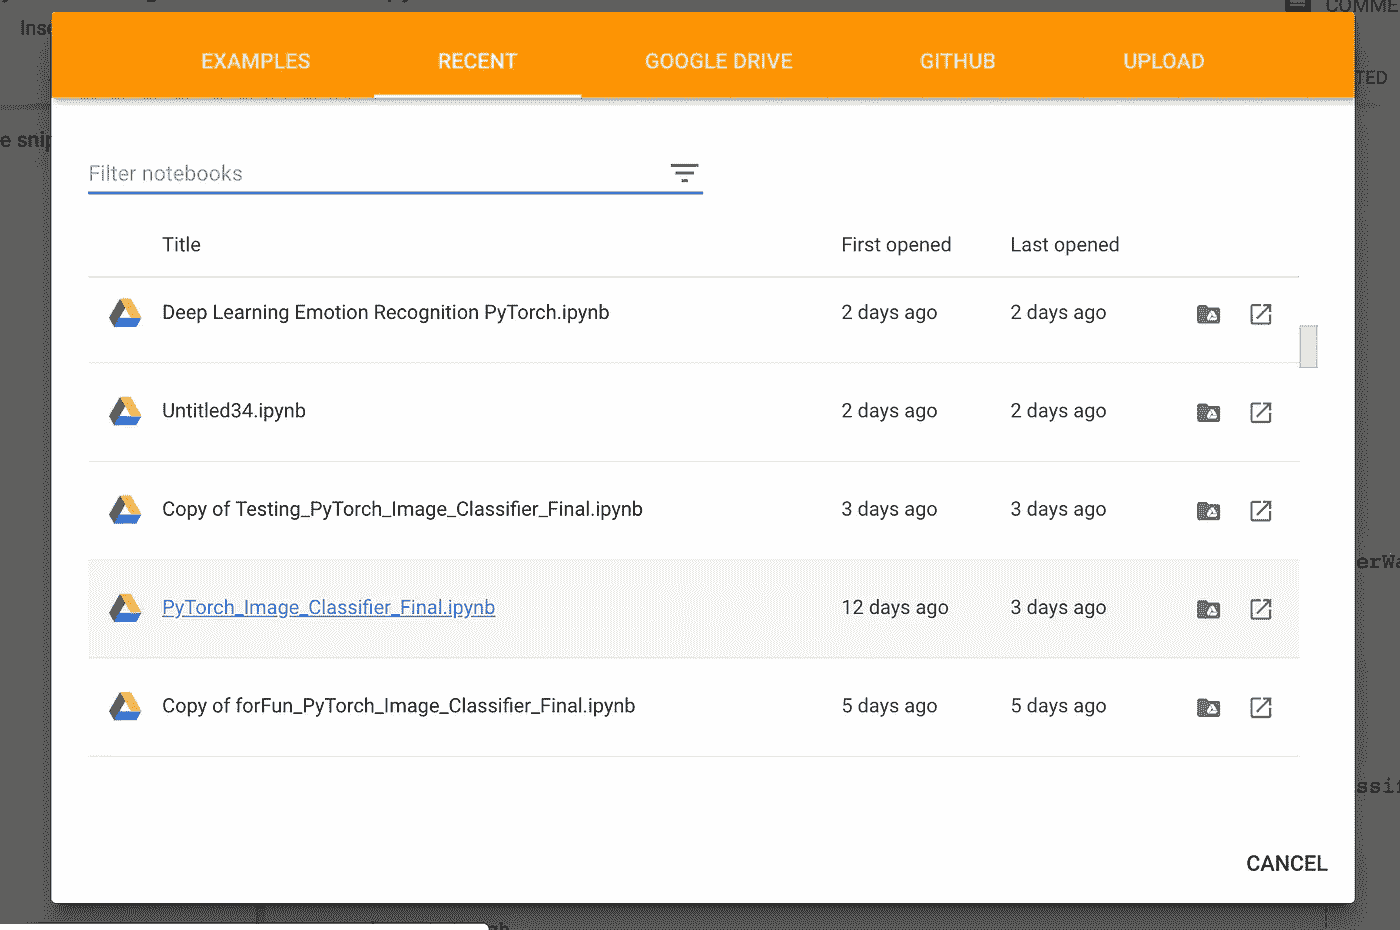 COMME
Inse
EXAMPLES RECENT GOOGLE DRIVE GITHUB UPLOAD
TED
e snip
Filter notebooks
Title First opened Last opened
Deep Learning Emotion Recognition PyTorch.ipynb 2 days ago 2 days ago
Untitled34.ipynb 2 days ago 2 days ago
Copy of Testing_PyTorch_Image_Classifier_Final.ipynb 3 days ago 3 days ago
erWa
PyTorch_Image_Classifier_Final.ipynb 12 days ago 3 days ago
Copy of forFun_PyTorch_Image_Classifier_Final.ipynb 5 days ago 5 days ago
ssif
CANCEL